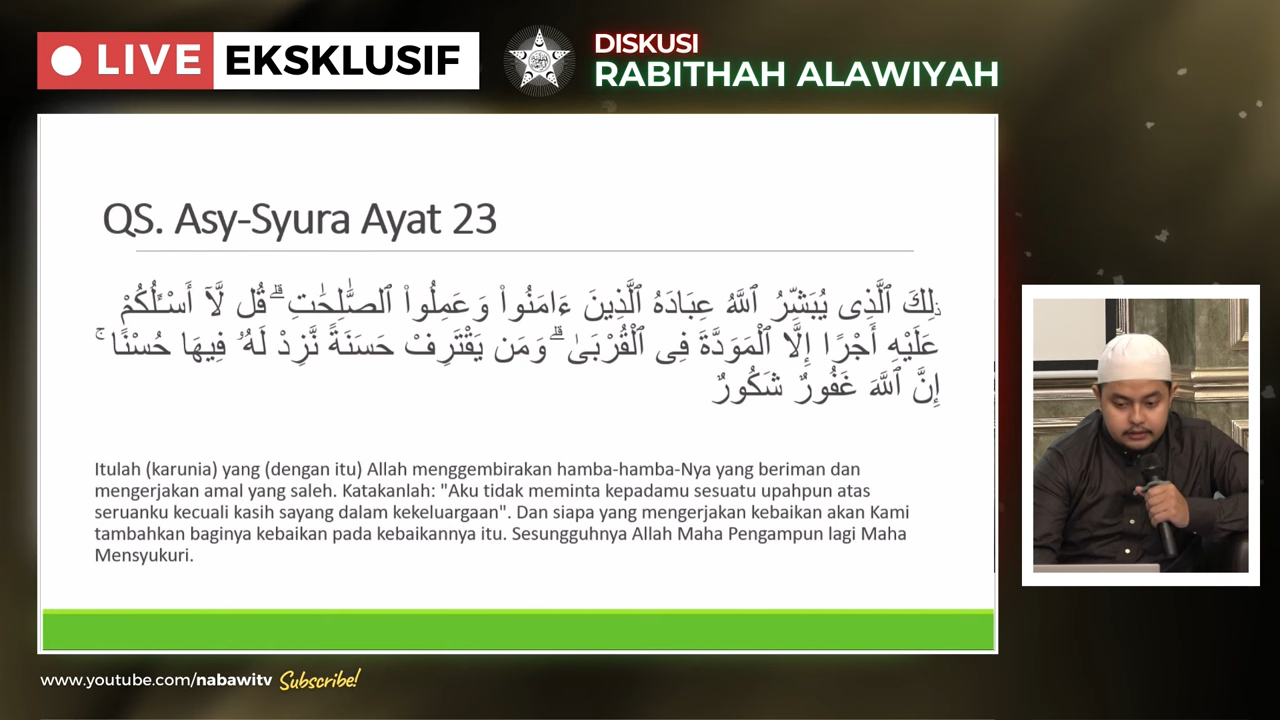 LIVE EKSKLUSIF
DISKUSI
RABITHAH ALAWIYAH
QS. Asy-Syura Ayat 23
ذَٰلِكَ ٱلَّذِى يُبَشِّرُ ٱللَّهُ عِبَادَهُ ٱلَّذِينَ ءَامَنُوا۟ وَعَمِلُوا۟ ٱلصَّٰلِحَٰتِ ۗ قُل لَّآ أَسْـَٔلُكُمْ
عَلَيْهِ أَجْرًا إِلَّا ٱلْمَوَدَّةَ فِى ٱلْقُرْبَىٰ ۗ وَمَن يَقْتَرِفْ حَسَنَةً نَّزِدْ لَهُۥ فِيهَا حُسْنًا ۚ
إِنَّ ٱللَّهَ غَفُورٌ شَكُورٌ
Itulah (karunia) yang (dengan itu) Allah menggembirakan hamba-hamba-Nya yang beriman dan
mengerjakan amal yang saleh. Katakanlah: "Aku tidak meminta kepadamu sesuatu upahpun atas
seruanku kecuali kasih sayang dalam kekeluargaan". Dan siapa yang mengerjakan kebaikan akan Kami
tambahkan baginya kebaikan pada kebaikannya itu. Sesungguhnya Allah Maha Pengampun lagi Maha
Mensyukuri.
www.youtube.com/nabawitv Subscribe!